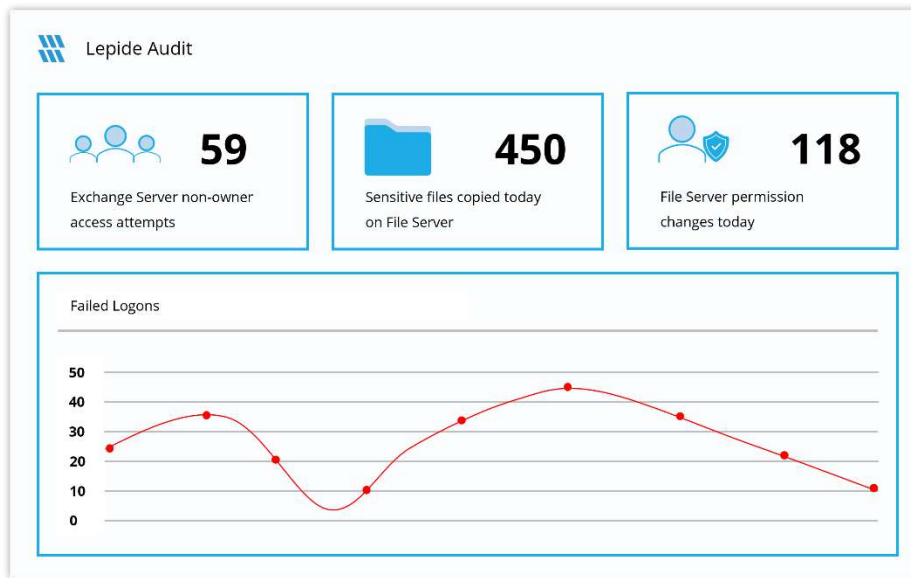 Lepide Audit
59
Exchange Server non-owner
access attempts
450
Sensitive files copied today
on File Server
118
File Server permission
changes today
Failed Logons
50
40
30
20
10
0